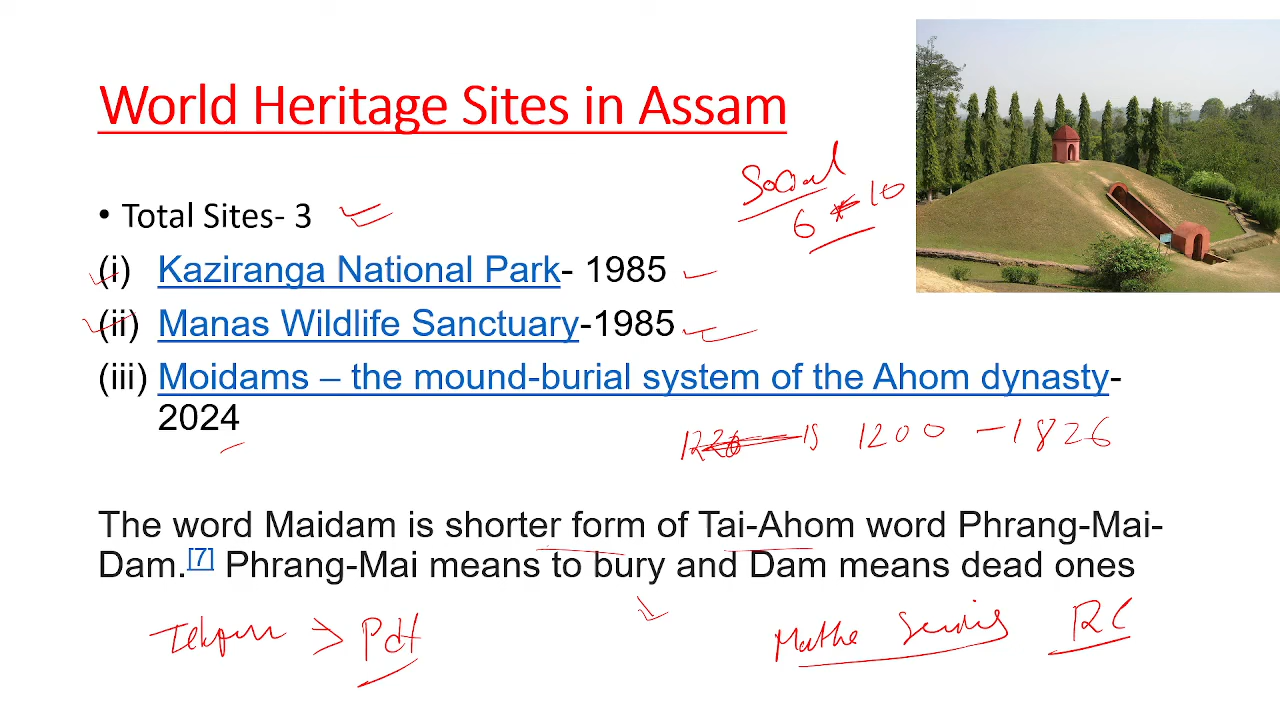 World Heritage Sites in Assam
Social
6 10
• Total Sites- 3
(i) Kaziranga National Park- 1985
(ii) Manas Wildlife Sanctuary-1985
(iii) Moidams – the mound-burial system of the Ahom dynasty-
2024
1200 -1826
The word Maidam is shorter form of Tai-Ahom word Phrang-Mai-
Dam.[7] Phrang-Mai means to bury and Dam means dead ones
> Pdf
Maths RC